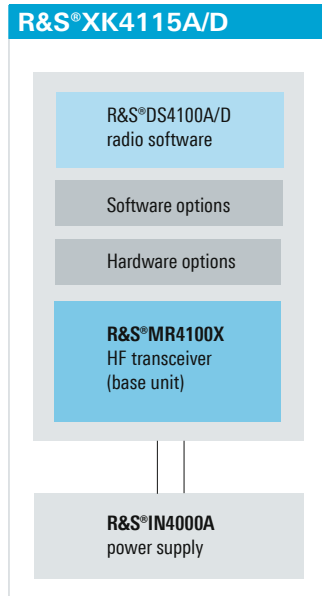 R&S®XK4115A/D
R&S®DS4100A/D
radio software
Software options
Hardware options
R&S®MR4100X
HF transceiver
(base unit)
R&S®IN4000A
power supply